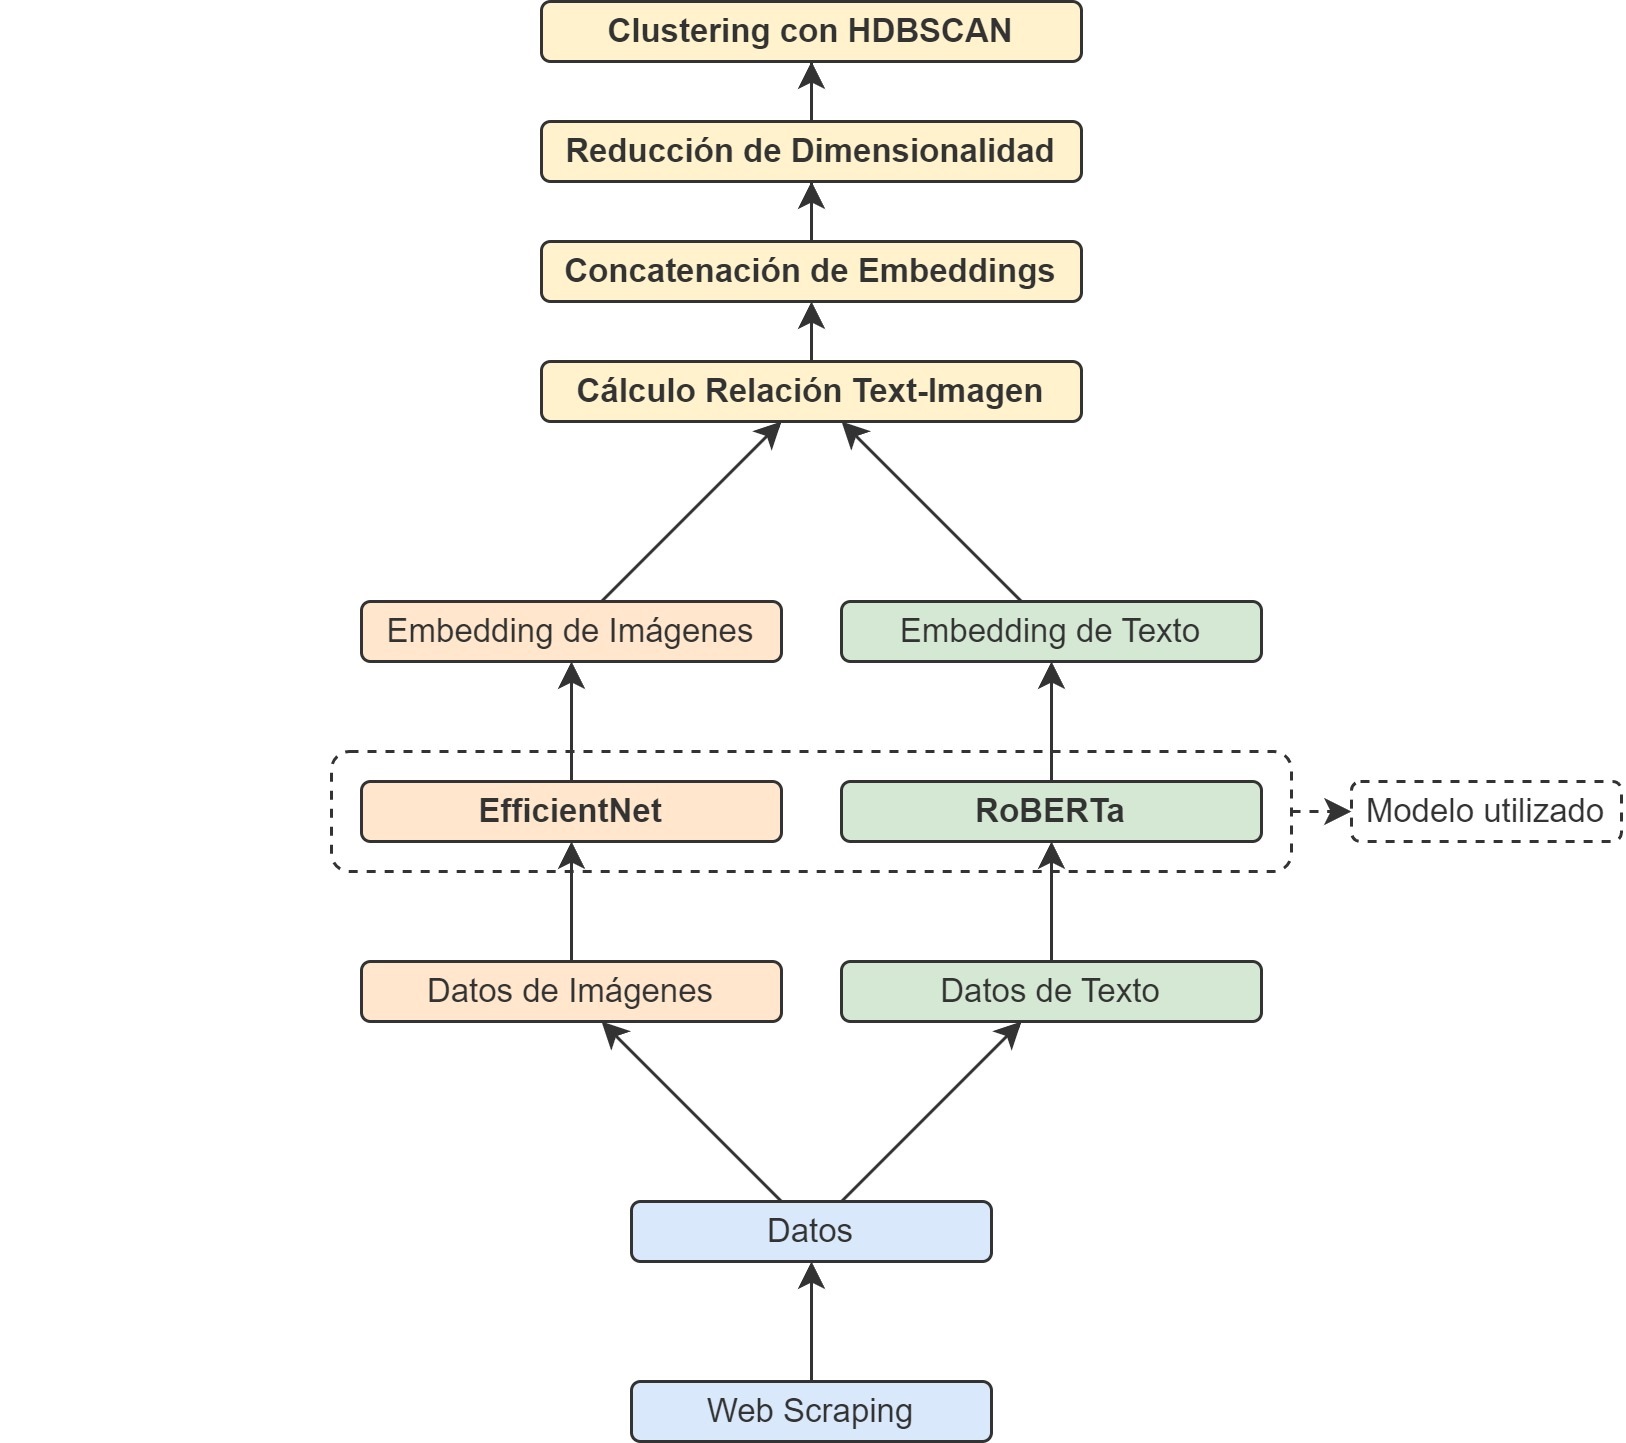 Clustering con HDBSCAN
Reducción de Dimensionalidad
Concatenación de Embeddings
Cálculo Relación Text-Imagen
Embedding de Imágenes
Embedding de Texto
EfficientNet
RoBERTa
Modelo utilizado
Datos de Imágenes
Datos de Texto
Datos
Web Scraping